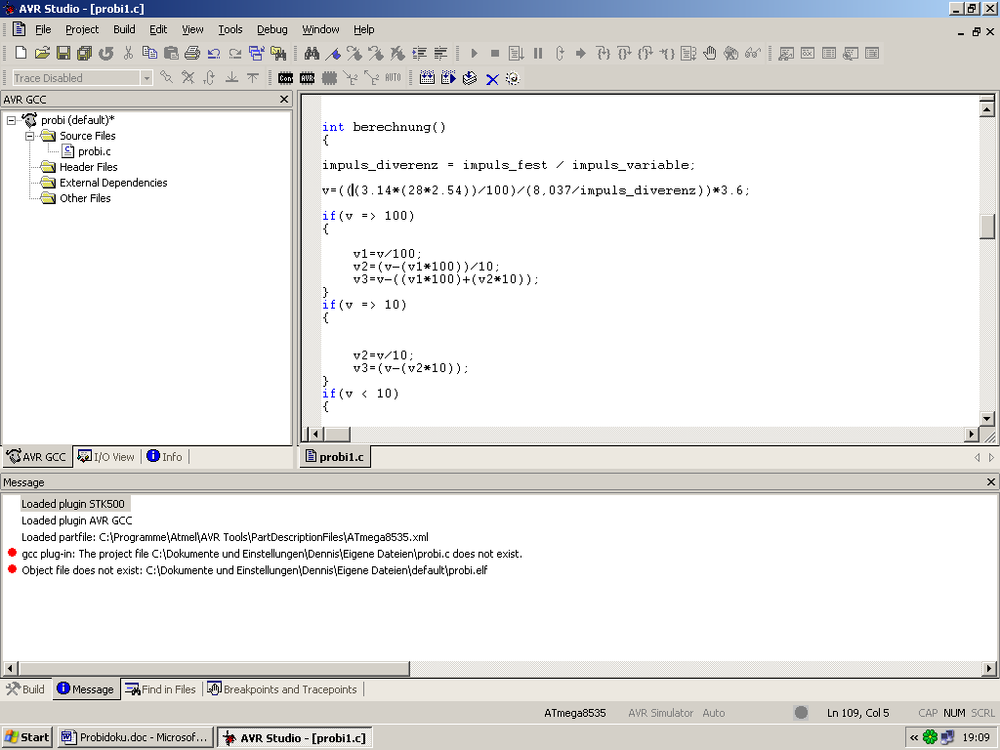 AVR Studio - [probi1.c]
File Project Build Edit View Tools Debug Window Help
Trace Disabled
Con AVR AUTO
AVR GCC
probi (default)*
Source Files
probi.c
Header Files
External Dependencies
Other Files
int berechnung()
{
impuls_diverenz = impuls_fest / impuls_variable;
v=(((3.14*(28*2.54))/100)/(8,037/impuls_diverenz))*3.6;
if(v => 100)
{
v1=v/100;
v2=(v-(v1*100))/10;
v3=v-((v1*100)+(v2*10));
}
if(v => 10)
{
v2=v/10;
v3=(v-(v2*10));
}
if(v < 10)
{
AVR GCC I/O View Info
probi1.c
Message
Loaded plugin STK500
Loaded plugin AVR GCC
Loaded partfile: C:\Programme\Atmel\AVR Tools\PartDescriptionFiles\ATmega8535.xml
gcc plug-in: The project file C:\Dokumente und Einstellungen\Dennis\Eigene Dateien\probi.c does not exist.
Object file does not exist: C:\Dokumente und Einstellungen\Dennis\Eigene Dateien\default\probi.elf
Build Message Find in Files Breakpoints and Tracepoints
ATmega8535 AVR Simulator Auto Ln 109, Col 5 CAP NUM SCRL
Start Probidoku.doc - Microsof... AVR Studio - [probi1.c] « 19:09